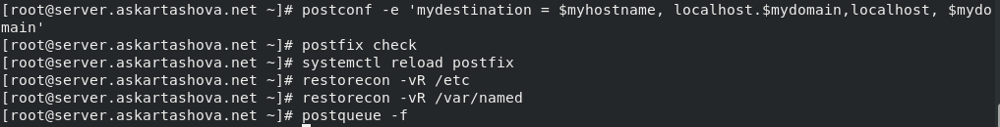 [root@server.askartashova.net ~]# postconf -e 'mydestination = $myhostname, localhost.$mydomain,localhost, $mydo
main'
[root@server.askartashova.net ~]# postfix check
[root@server.askartashova.net ~]# systemctl reload postfix
[root@server.askartashova.net ~]# restorecon -vR /etc
[root@server.askartashova.net ~]# restorecon -vR /var/named
[root@server.askartashova.net ~]# postqueue -f